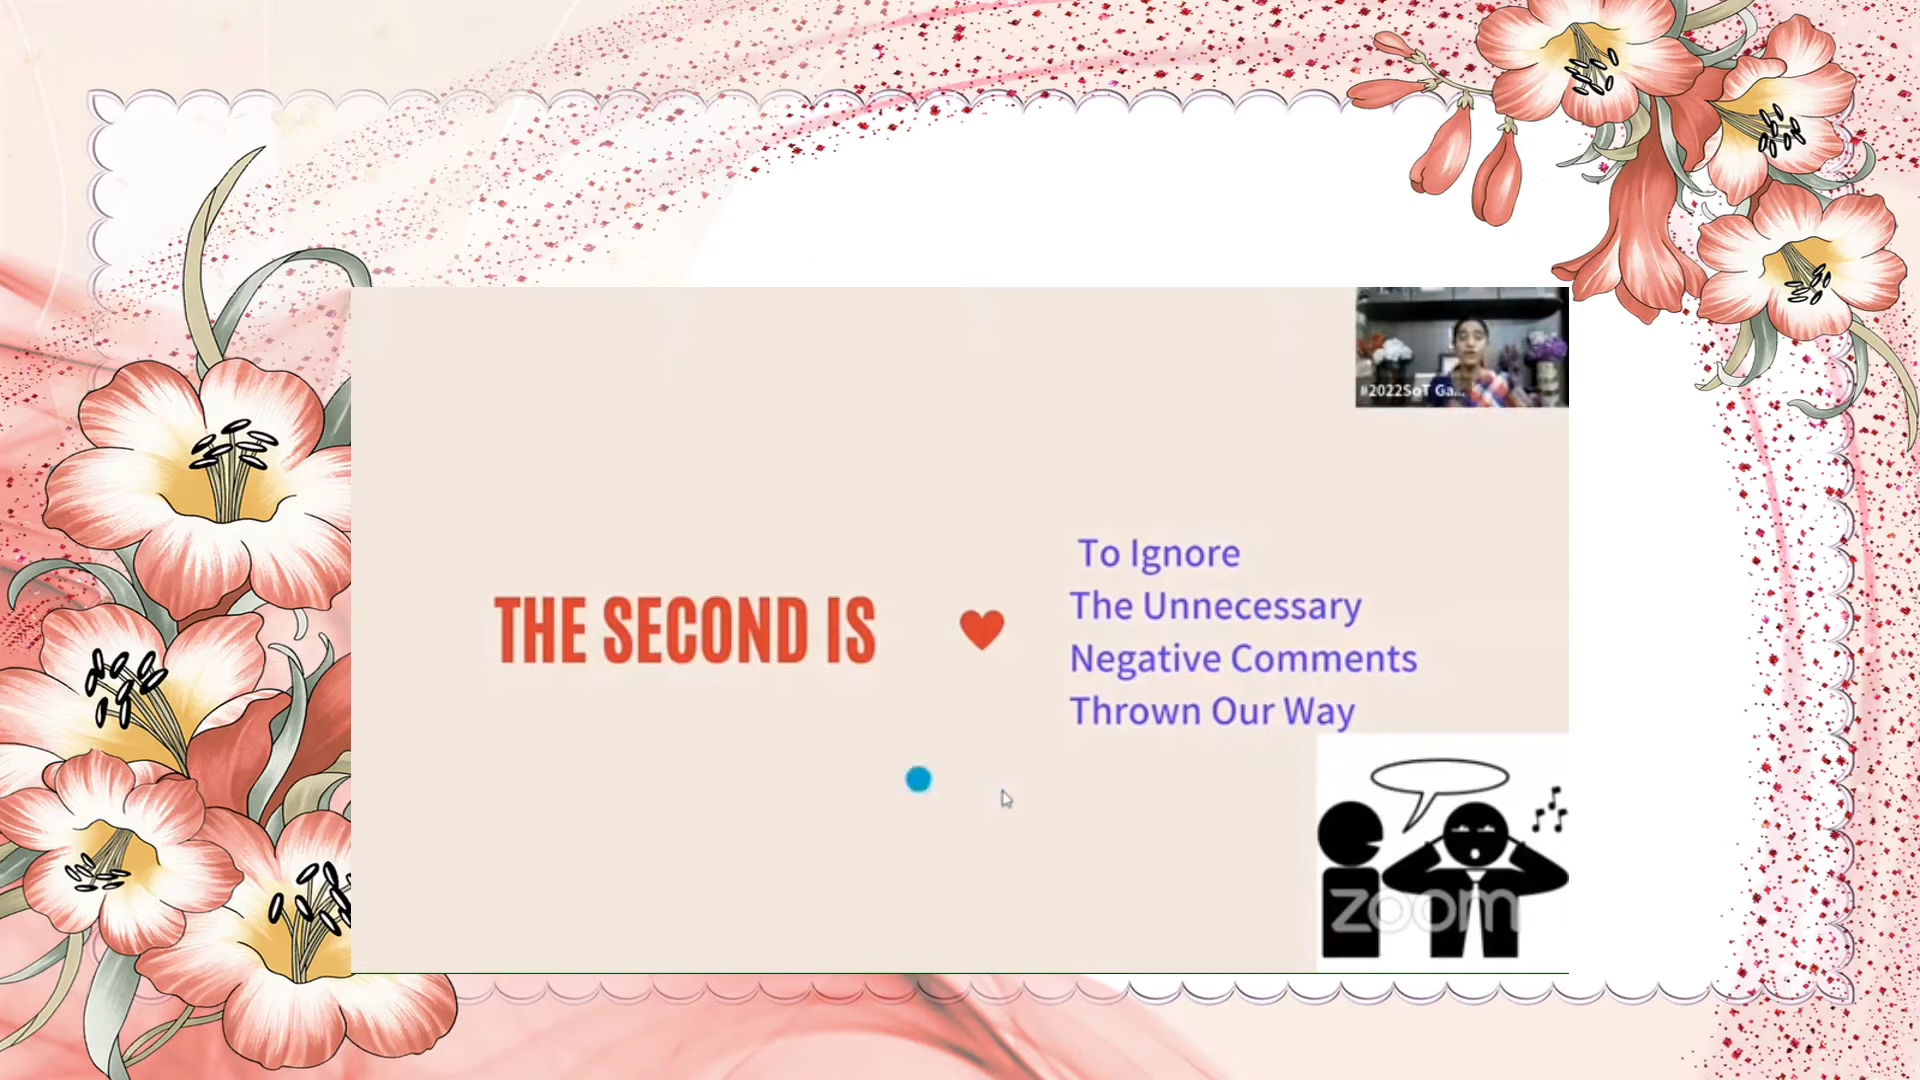 #2022SoT Ga...
THE SECOND IS
To Ignore
The Unnecessary
Negative Comments
Thrown Our Way
zoom